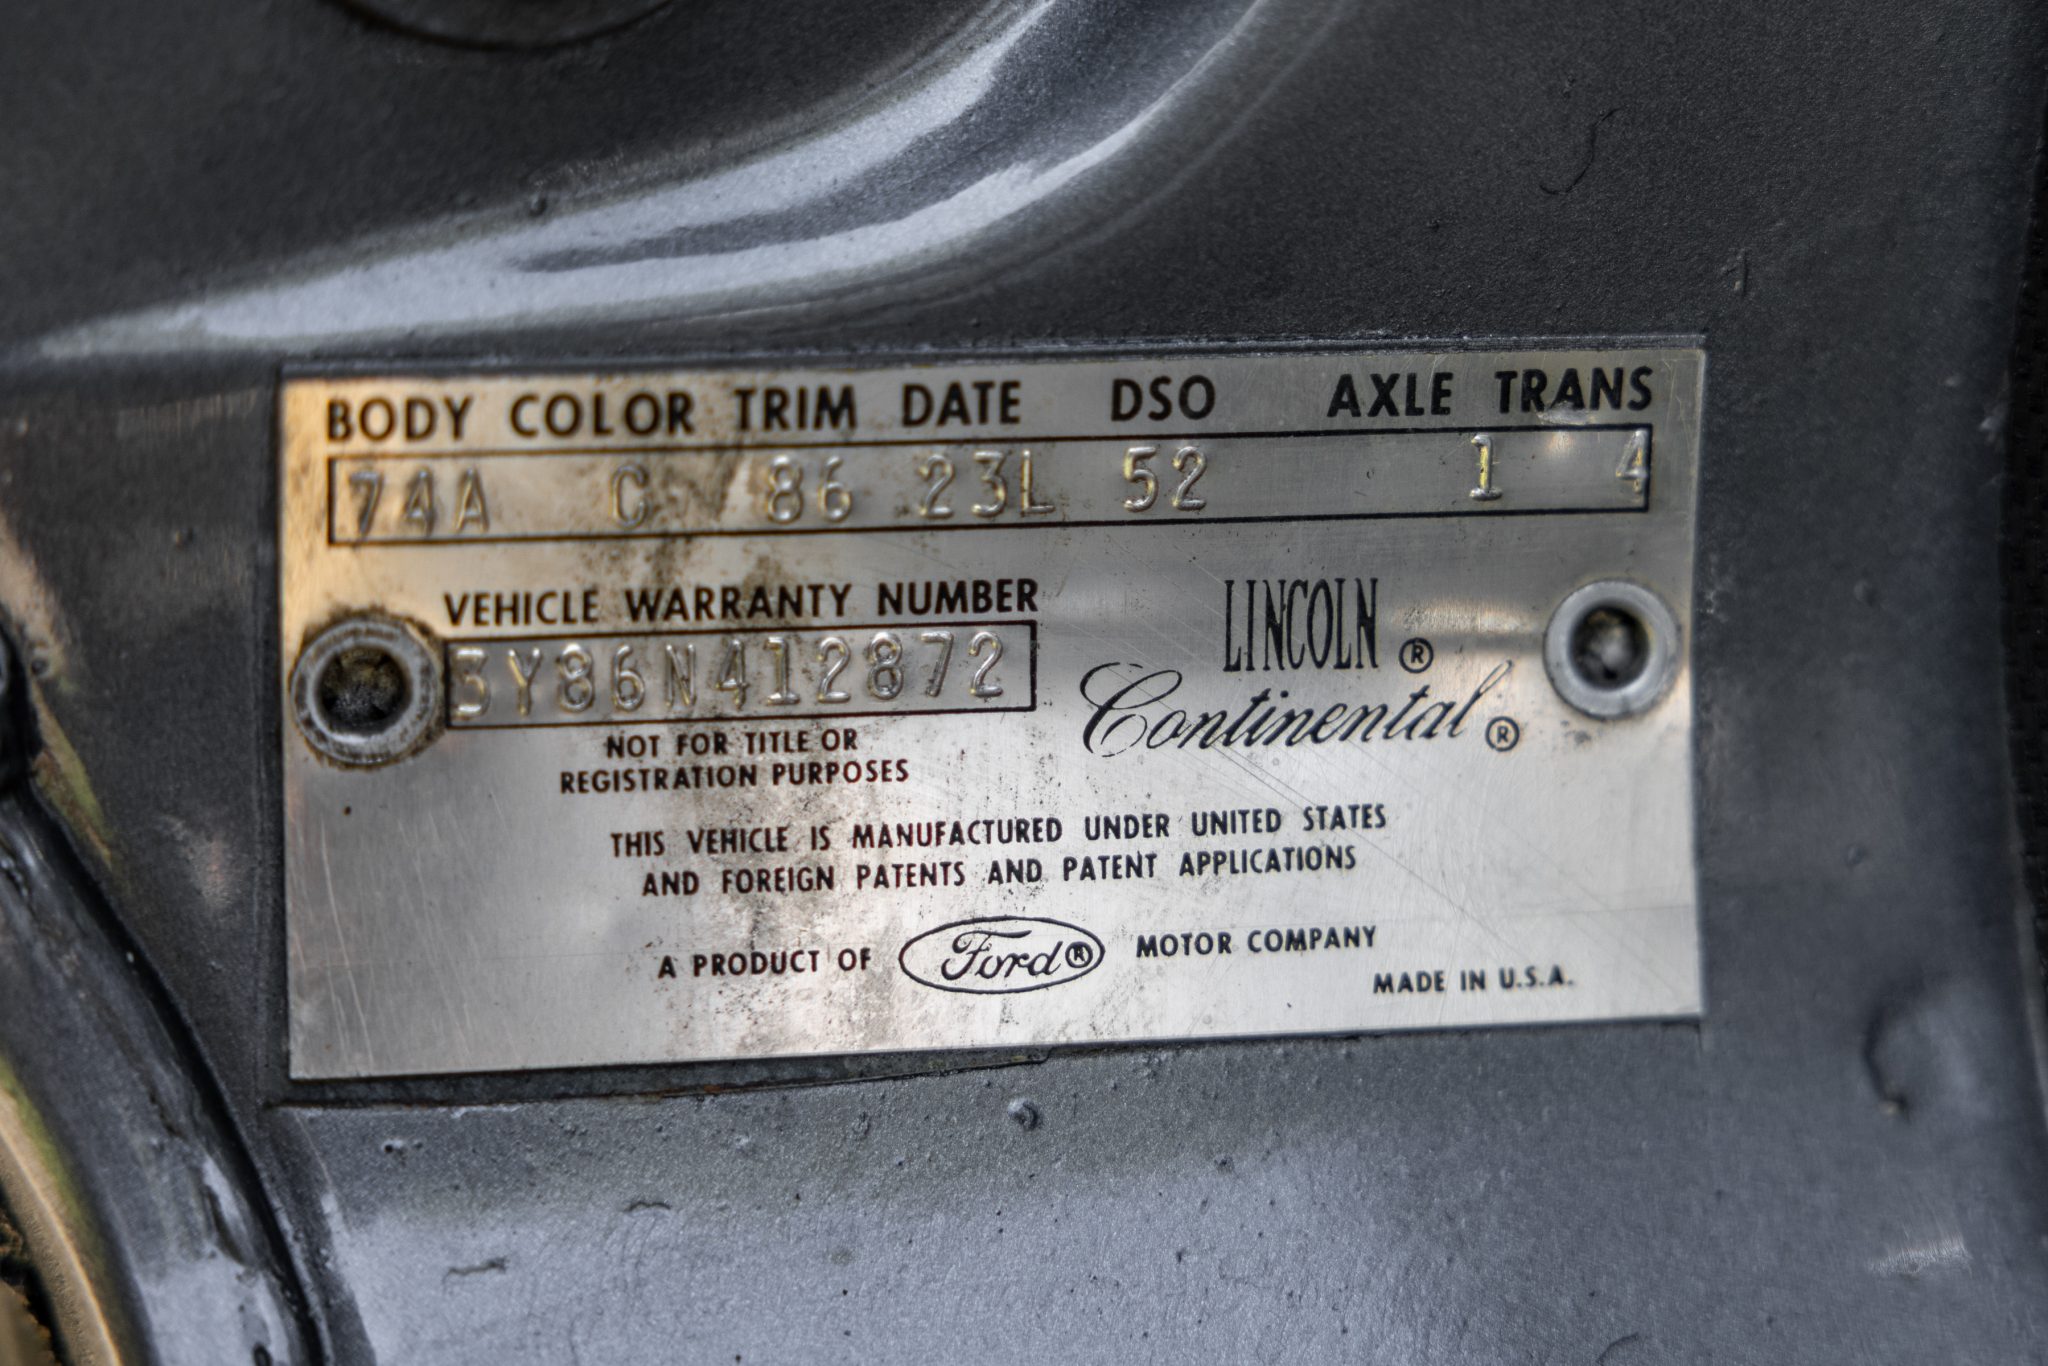 BODY COLOR TRIM DATE DSO AXLE TRANS
74A C 86 23L 52 1 4
VEHICLE WARRANTY NUMBER
3Y86N412872
NOT FOR TITLE OR
REGISTRATION PURPOSES
LINCOLN ®
Continental ®
THIS VEHICLE IS MANUFACTURED UNDER UNITED STATES
AND FOREIGN PATENTS AND PATENT APPLICATIONS
A PRODUCT OF Ford ® MOTOR COMPANY
MADE IN U.S.A.